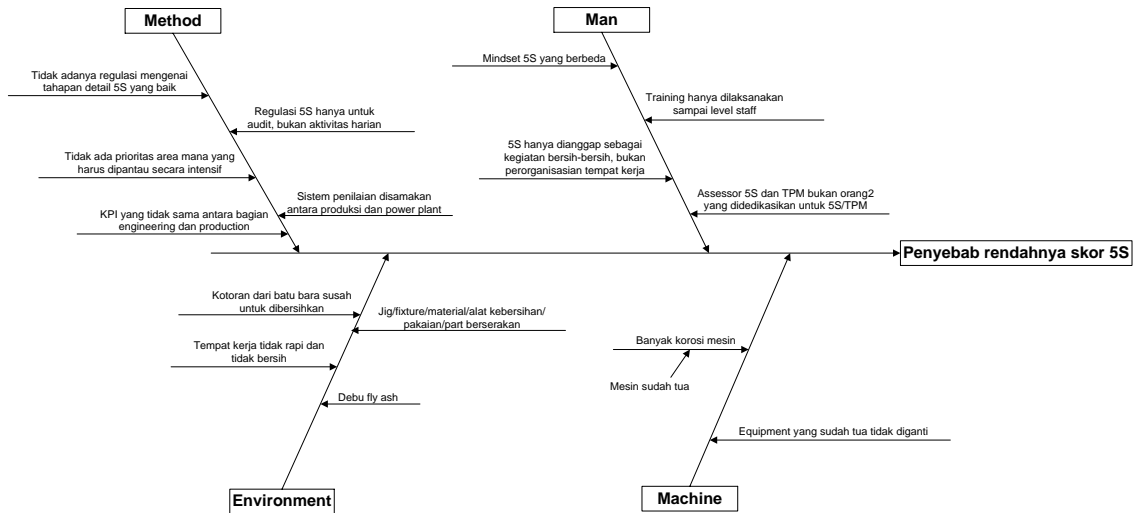 Method
Man
Mindset 5S yang berbeda
Tidak adanya regulasi mengenai
tahapan detail 5S yang baik
Training hanya dilaksanakan
sampai level staff
Regulasi 5S hanya untuk
audit, bukan aktivitas harian
5S hanya dianggap sebagai
kegiatan bersih-bersih, bukan
perorganisasian tempat kerja
Tidak ada prioritas area mana yang
harus dipantau secara intensif
Sistem penilaian disamakan
antara produksi dan power plant
Assessor 5S dan TPM bukan orang2
yang didedikasikan untuk 5S/TPM
KPI yang tidak sama antara bagian
engineering dan production
Penyebab rendahnya skor 5S
Kotoran dari batu bara susah
untuk dibersihkan
Jig/fixture/material/alat kebersihan/
pakaian/part berserakan
Banyak korosi mesin
Tempat kerja tidak rapi dan
tidak bersih
Mesin sudah tua
Debu fly ash
Equipment yang sudah tua tidak diganti
Environment
Machine